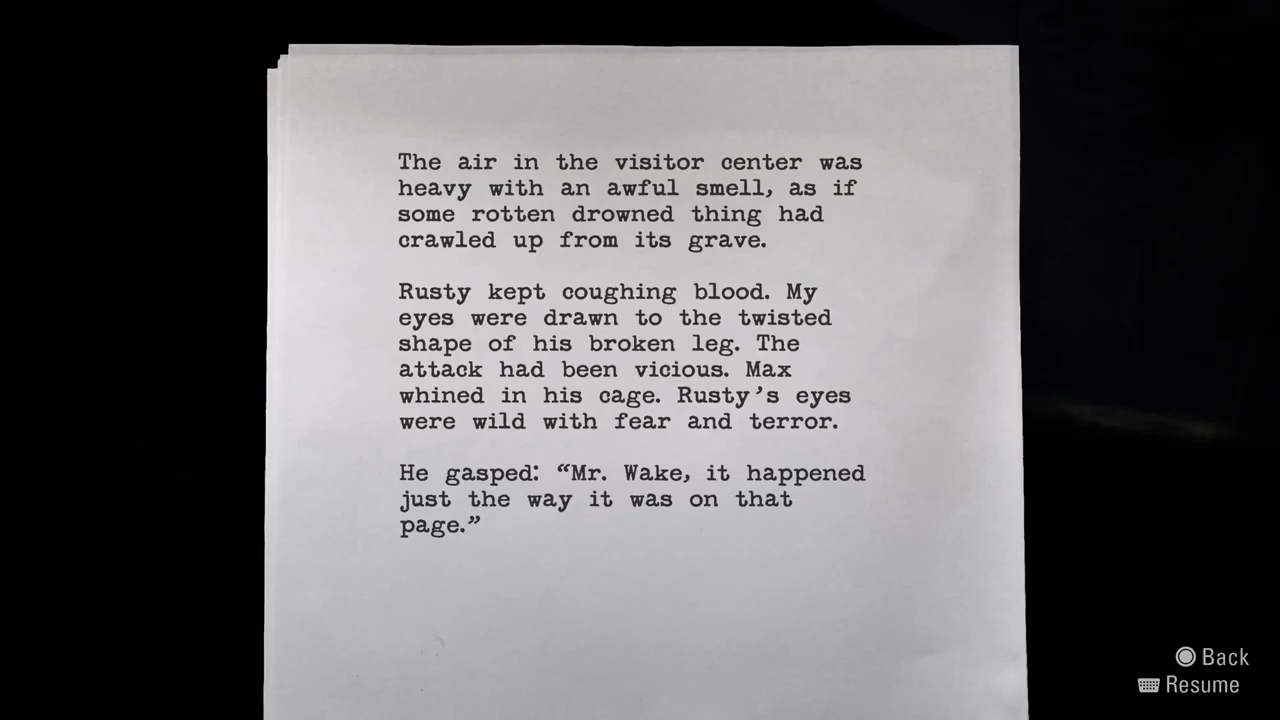 The air in the visitor center was
heavy with an awful smell, as if
some rotten drowned thing had
crawled up from its grave.
Rusty kept coughing blood. My
eyes were drawn to the twisted
shape of his broken leg. The
attack had been vicious. Max
whined in his cage. Rusty’s eyes
were wild with fear and terror.
He gasped: “Mr. Wake, it happened
just the way it was on that
page.”
Back
Resume